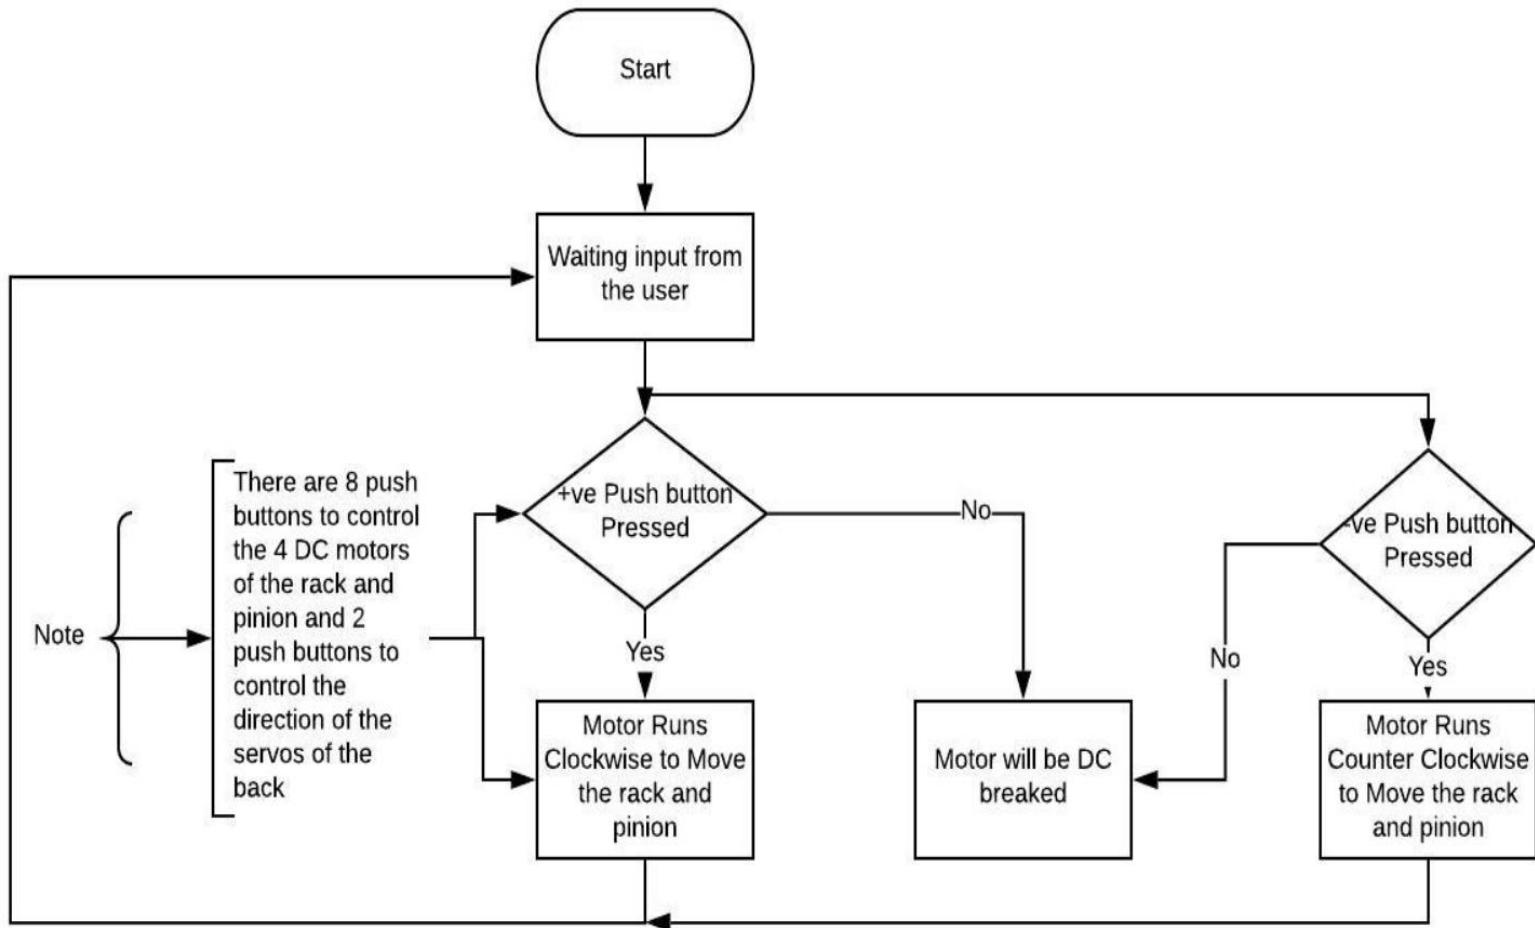 Start
Waiting input from
the user
+ve Push button
Pressed
No
Yes
-ve Push button
Pressed
No
Yes
Note
There are 8 push
buttons to control
the 4 DC motors
of the rack and
pinion and 2
push buttons to
control the
direction of the
servos of the
back
Motor Runs
Clockwise to Move
the rack and
pinion
Motor will be DC
breaked
Motor Runs
Counter Clockwise
to Move the rack
and pinion